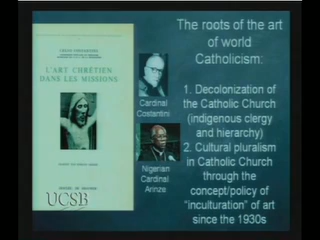 L'ART CHRÉTIEN
DANS LES MISSIONS
UCSB
Cardinal
Costantini
Nigerian
Cardinal
Arinze
The roots of the art
of world
Catholicism:
1. Decolonization of
the Catholic Church
(indigenous clergy
and hierarchy)
2. Cultural pluralism
in Catholic Church
through the
concept/policy of
"inculturation" of art
since the 1930s